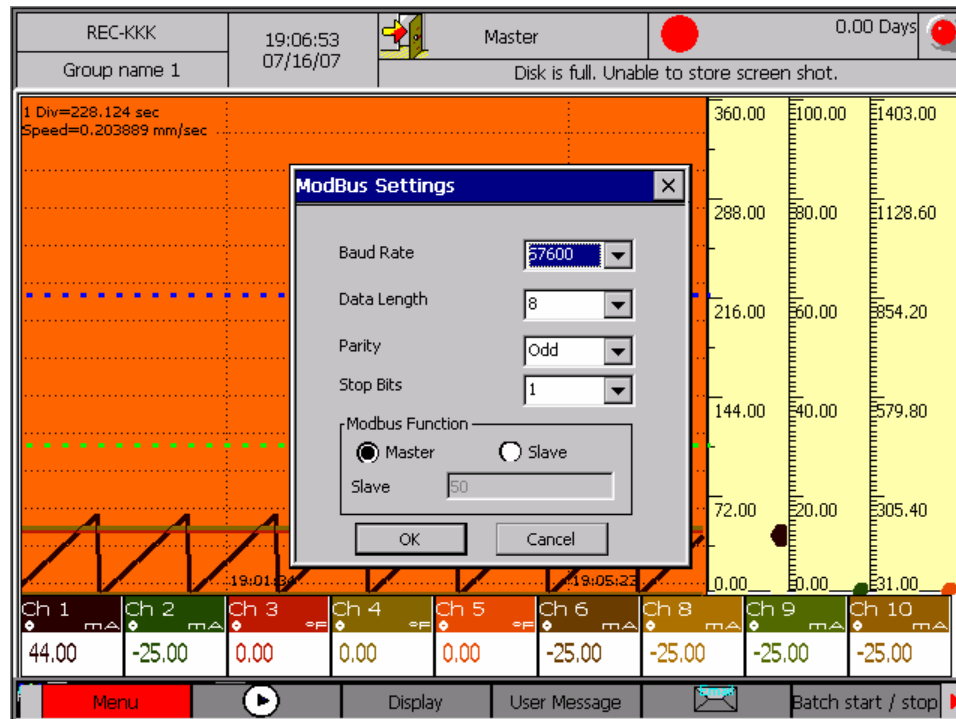 REC-KKK
Group name 1
19:06:53
07/16/07
Master
0.00 Days
Disk is full. Unable to store screen shot.
1 Div=228.124 sec
Speed=0.203889 mm/sec
ModBus Settings
Baud Rate 57600
Data Length 8
Parity Odd
Stop Bits 1
Modbus Function
Master Slave
Slave 50
OK Cancel
360.00 100.00 1403.00
288.00 80.00 1128.60
216.00 60.00 854.20
144.00 40.00 579.80
72.00 20.00 305.40
0.00 0.00 31.00
19:01:34 19:05:23
Ch 1 mA Ch 2 mA Ch 3 °F Ch 4 °F Ch 5 °F Ch 6 mA Ch 8 mA Ch 9 mA Ch 10 mA
44.00 -25.00 0.00 0.00 0.00 -25.00 -25.00 -25.00 -25.00
Menu Display User Message Email Batch start / stop